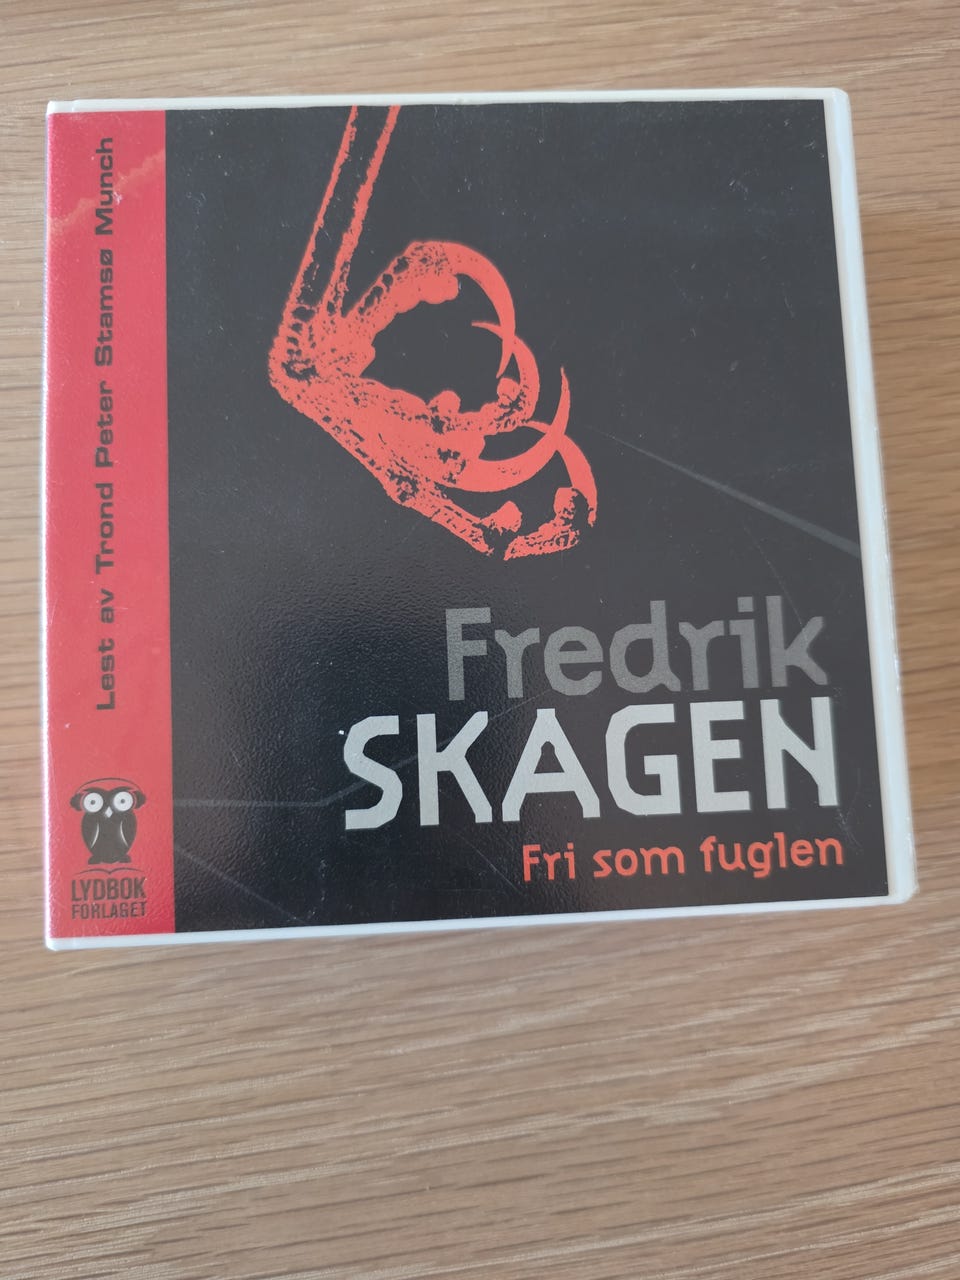 Lest av Trond Peter Stamsø Munch
Fredrik
SKAGEN
Fri som fuglen
LYDBOK
FORLAGET